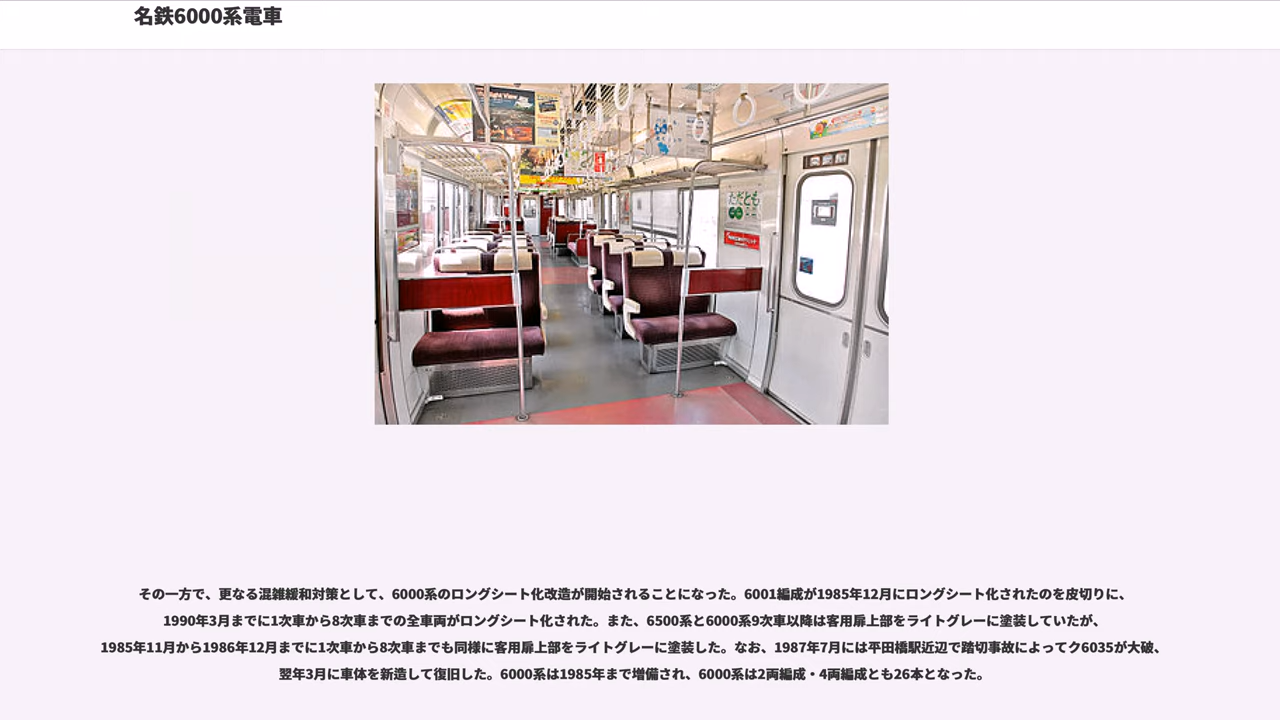 名鉄6000系電車
ただとも
その一方で、更なる混雑緩和対策として、6000系のロングシート化改造が開始されることになった。6001編成が1985年12月にロングシート化されたのを皮切りに、
1990年3月までに1次車から8次車までの全車両がロングシート化された。また、6500系と6000系9次車以降は客用扉上部をライトグレーに塗装していたが、
1985年11月から1986年12月までに1次車から8次車までも同様に客用扉上部をライトグレーに塗装した。なお、1987年7月には平田橋駅近辺で踏切事故によってク6035が大破、
翌年3月に車体を新造して復旧した。6000系は1985年まで増備され、6000系は2両編成・4両編成とも26本となった。